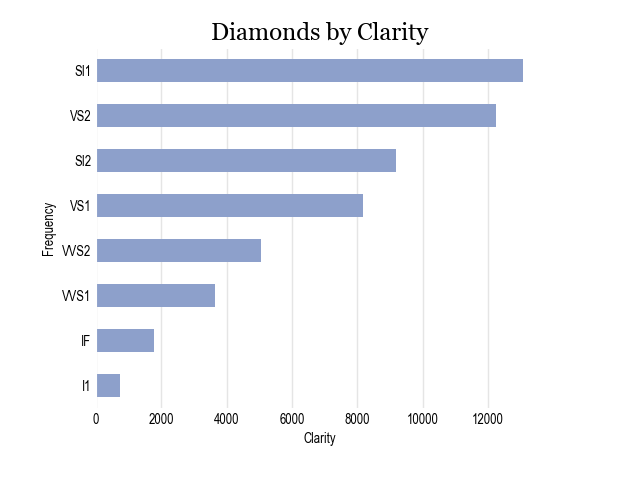 Diamonds by Clarity
SI1
VS2
SI2
VS1
VVS2
VVS1
IF
I1
Frequency
0 2000 4000 6000 8000 10000 12000
Clarity